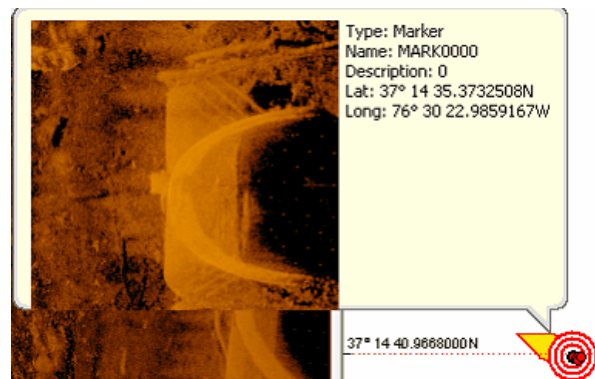 Type: Marker
Name: MARK0000
Description: 0
Lat: 37° 14 35.3732508N
Long: 76° 30 22.9859167W
37° 14 40.9668000N